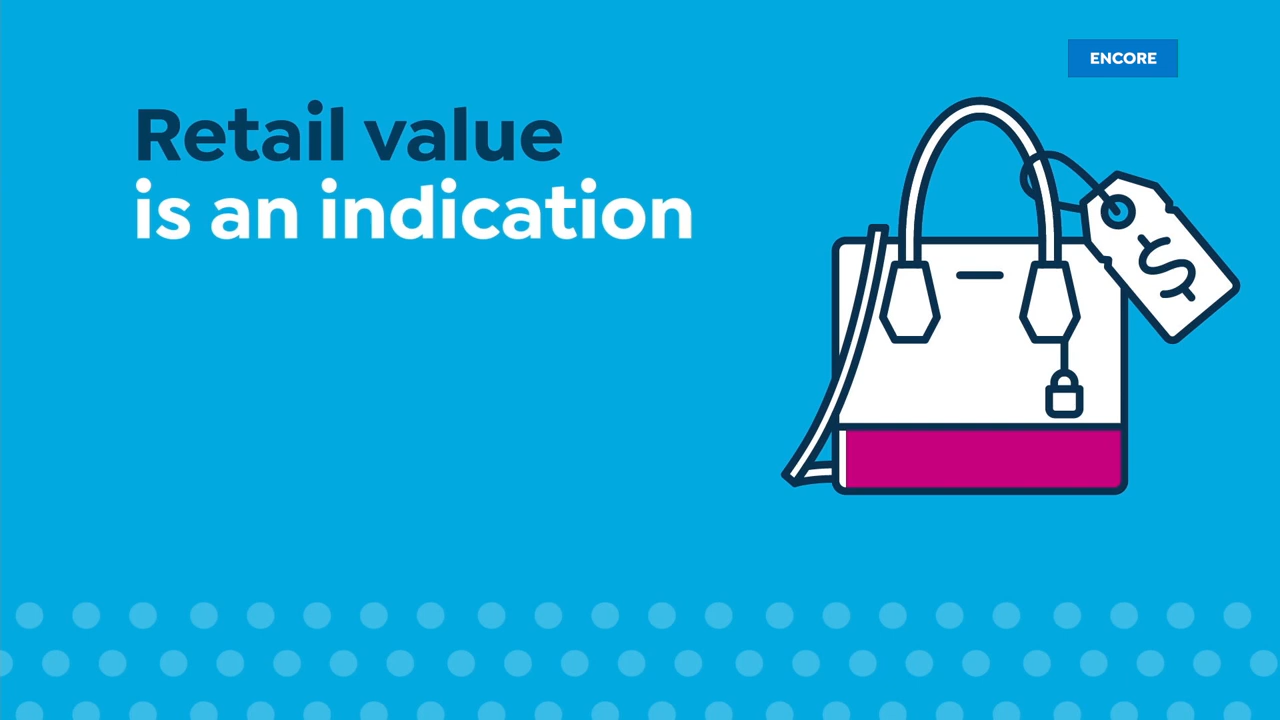 ENCORE
Retail value
is an indication
$